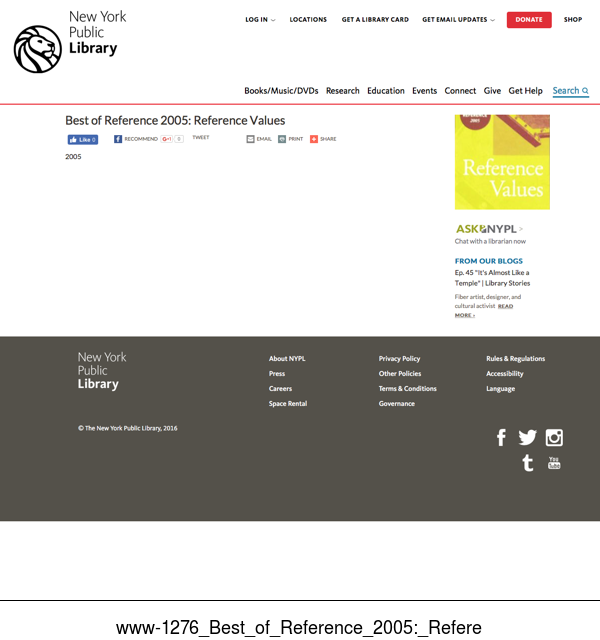 New York
Public
Library
LOG IN
LOCATIONS
GET A LIBRARY CARD
GET EMAIL UPDATES
DONATE
SHOP
Books/Music/DVDs
Research
Education
Events
Connect
Give
Get Help
Search
Best of Reference 2005: Reference Values
Like 0
RECOMMEND
G+1 0
TWEET
EMAIL
PRINT
SHARE
2005
REFERENCE
2005
Reference
Values
ASK NYPL >
Chat with a librarian now
FROM OUR BLOGS
Ep. 45 "It's Almost Like a
Temple" | Library Stories
Fiber artist, designer, and
cultural activist READ
MORE ›
New York
Public
Library
About NYPL
Press
Careers
Space Rental
Privacy Policy
Other Policies
Terms & Conditions
Governance
Rules & Regulations
Accessibility
Language
© The New York Public Library, 2016
You
Tube
www-1276_Best_of_Reference_2005:_Refere